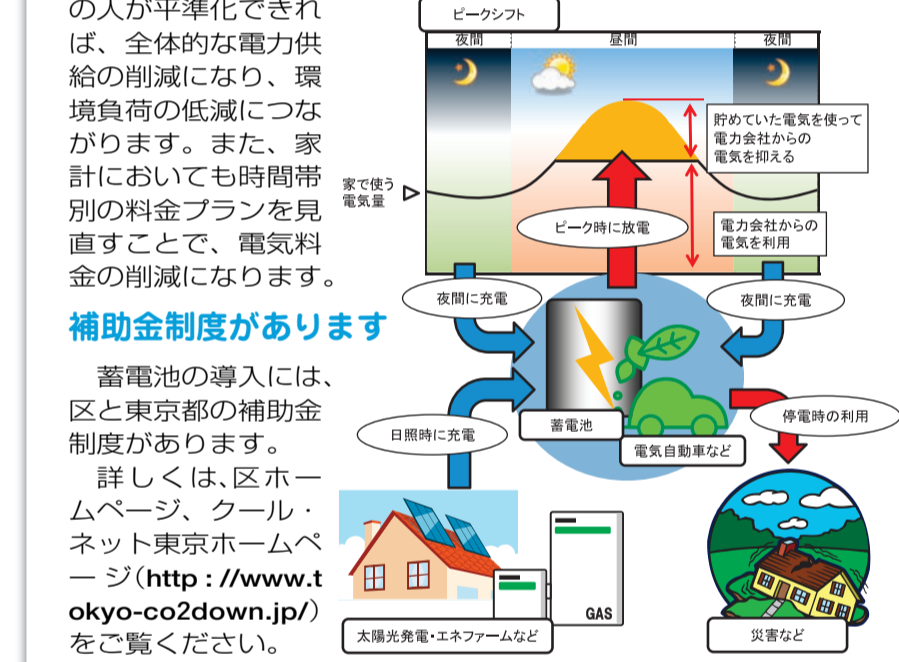 の人が平準化できれ
ば、全体的な電力供
給の削減になり、環
境負荷の低減につな
がります。また、家
計においても時間帯
別の料金プランを見
直すことで、電気料
金の削減になります。
補助金制度があります
蓄電池の導入には、
区と東京都の補助金
制度があります。
詳しくは、区ホー
ムページ、クール・
ネット東京ホームペ
ージ(http : //www.t
okyo-co2down.jp/)
をご覧ください。
ピークシフト
夜間
昼間
夜間
家で使う
電気量
貯めていた電気を使って
電力会社からの
電気を抑える
ピーク時に放電
電力会社からの
電気を利用
夜間に充電
夜間に充電
日照時に充電
蓄電池
電気自動車など
停電時の利用
GAS
太陽光発電・エネファームなど
災害など